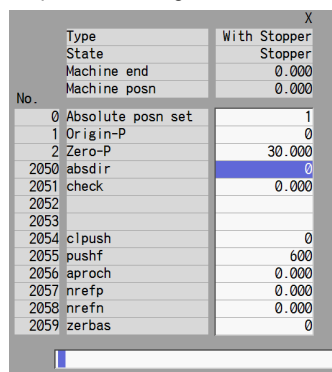 X
Type With Stopper
State Stopper
Machine end 0.000
Machine posn 0.000
No.
0 Absolute posn set 1
1 Origin-P 0
2 Zero-P 30.000
2050 absdir 0
2051 check 0.000
2052
2053
2054 clpush 0
2055 pushf 600
2056 aproch 0.000
2057 nrefp 0.000
2058 nrefn 0.000
2059 zerbas 0